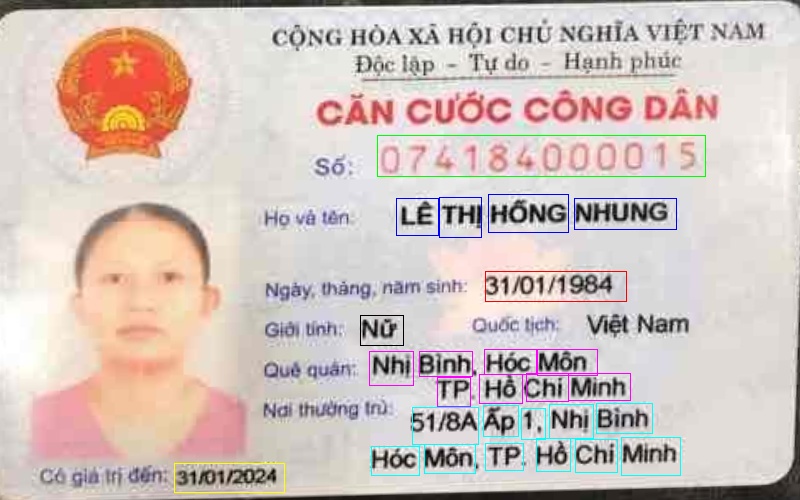 CỘNG HÒA XÃ HỘI CHỦ NGHĨA VIỆT NAM
Độc lập - Tự do - Hạnh phúc
CĂN CƯỚC CÔNG DÂN
Số: 074184000015
Họ và tên: LÊ THỊ HỒNG NHUNG
Ngày, tháng, năm sinh: 31/01/1984
Giới tính: Nữ Quốc tịch: Việt Nam
Quê quán: Nhị Bình, Hóc Môn
TP. Hồ Chí Minh
Nơi thường trú: 51/8A Ấp 1, Nhị Bình
Hóc Môn, TP. Hồ Chí Minh
Có giá trị đến: 31/01/2024